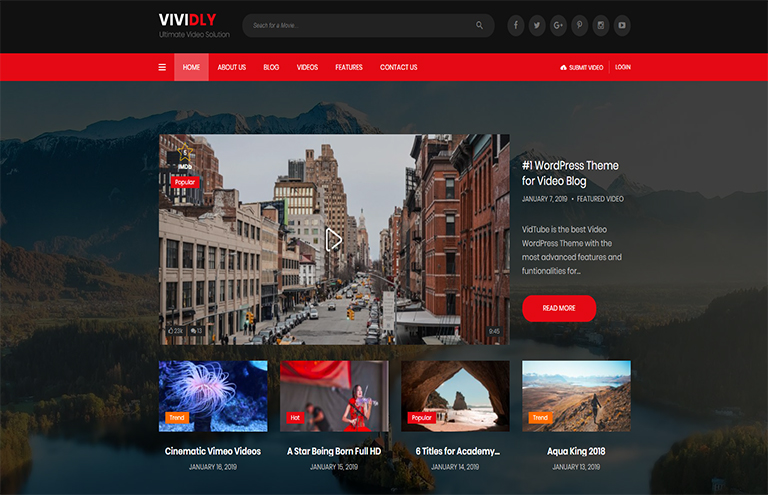 VIVIDLY
Ultimate Video Solution
Seach for a Movie...
HOME
ABOUT US
BLOG
VIDEOS
FEATURES
CONTACT US
SUBMIT VIDEO
LOGIN
5
IMDb
Popular
23k
13
9:45
#1 WordPress Theme
for Video Blog
JANUARY 7, 2019 • FEATURED VIDEO
VidTube is the best Video
WordPress Theme with the
most advanced features and
funtionalities for...
READ MORE
Trend
Hot
Popular
Trend
Cinematic Vimeo Videos
A Star Being Born Full HD
6 Titles for Academy...
Aqua King 2018
JANUARY 16, 2019
JANUARY 15, 2019
JANUARY 14, 2019
JANUARY 13, 2019